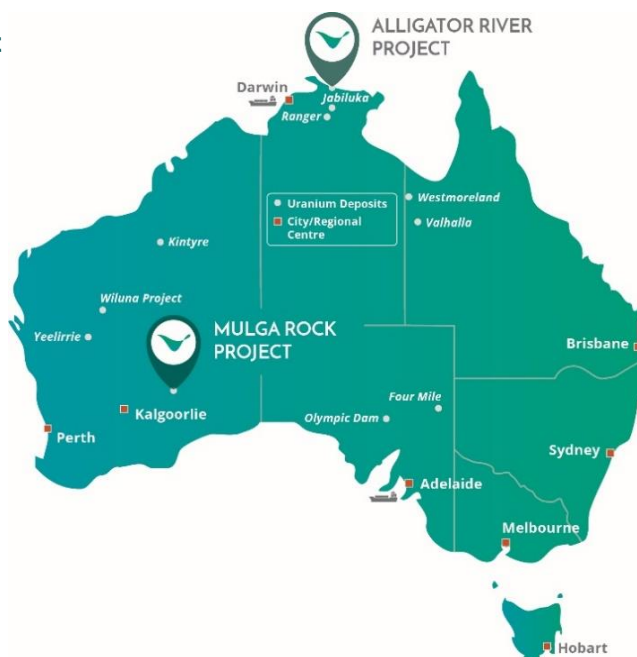 ALLIGATOR RIVER
PROJECT
Darwin
Jabiluka
Ranger
Uranium Deposits
City/Regional
Centre
Westmoreland
Valhalla
Kintyre
Wiluna Project
Yeelirrie
MULGA ROCK
PROJECT
Brisbane
Kalgoorlie
Perth
Four Mile
Olympic Dam
Sydney
Adelaide
Melbourne
Hobart